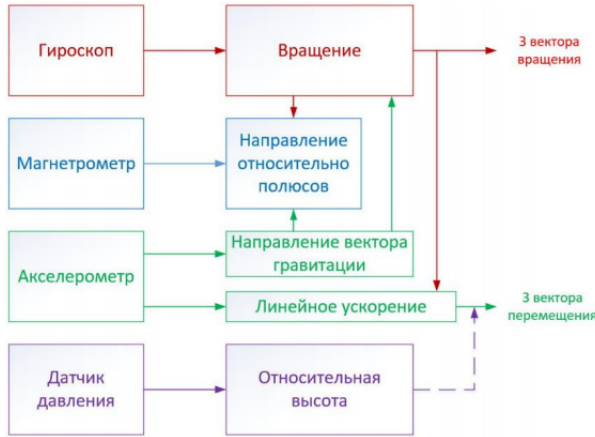 Гироскоп
Вращение
3 вектора
вращения
Магнетрометр
Направление
относительно
полюсов
Акселерометр
Направление вектора
гравитации
Линейное ускорение
3 вектора
перемещения
Датчик
давления
Относительная
высота